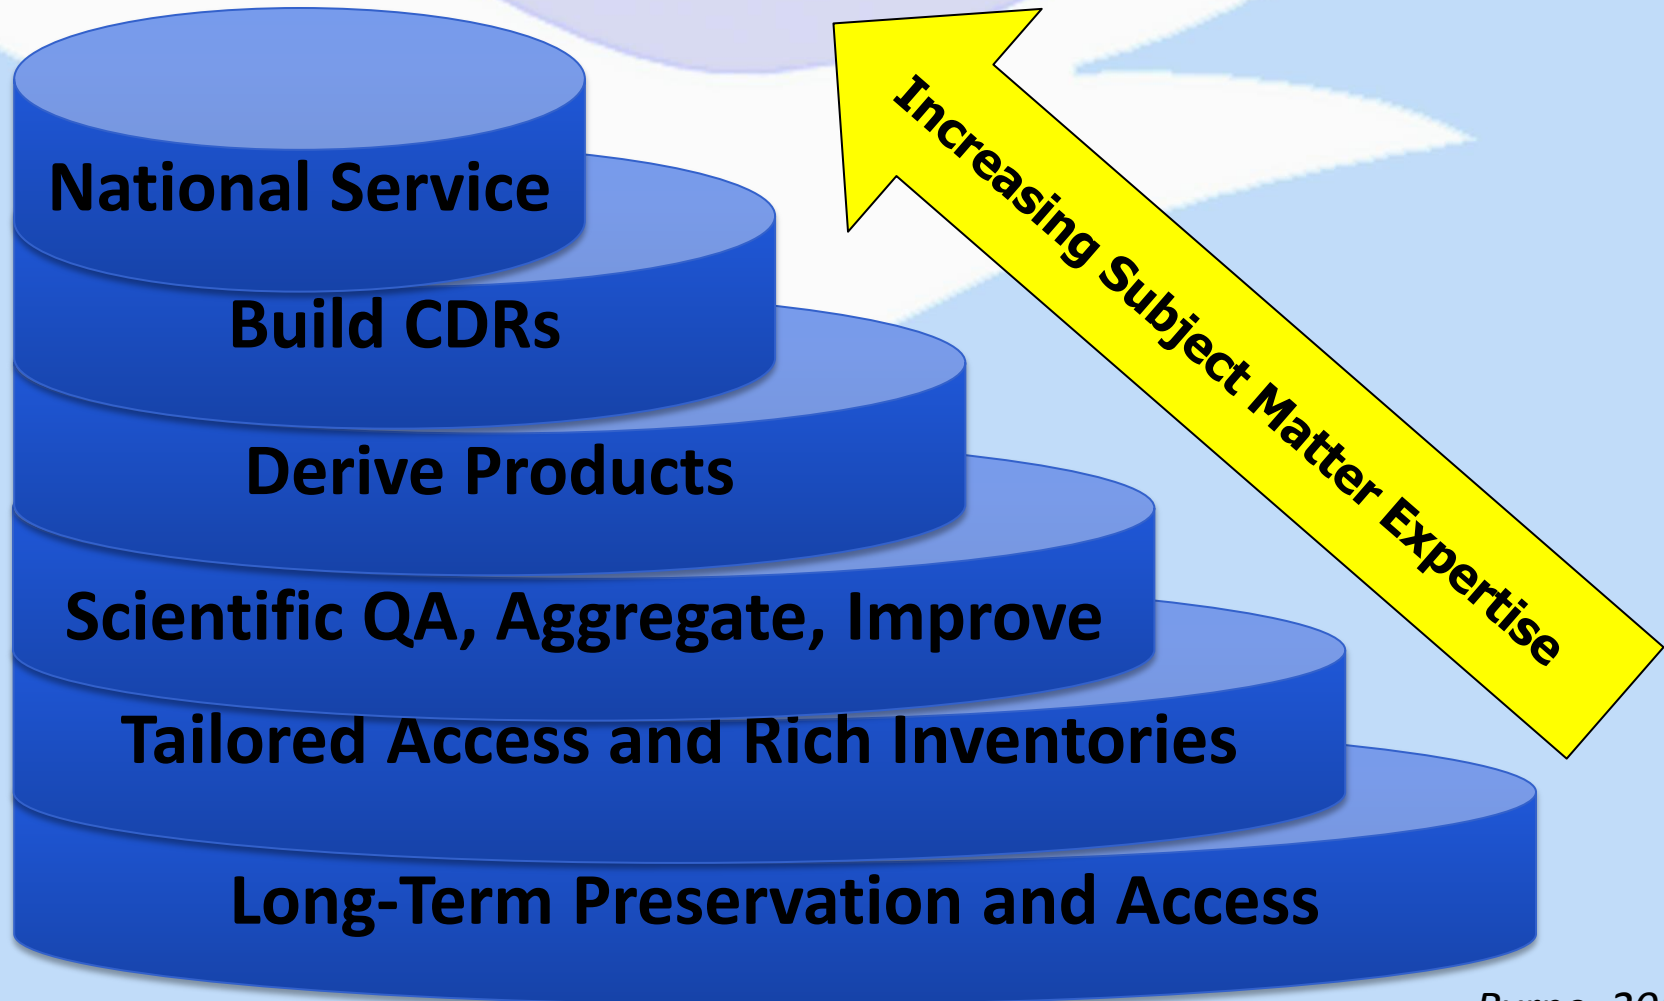 National Service
Build CDRs
Derive Products
Scientific QA, Aggregate, Improve
Tailored Access and Rich Inventories
Long-Term Preservation and Access
Increasing Subject Matter Expertise